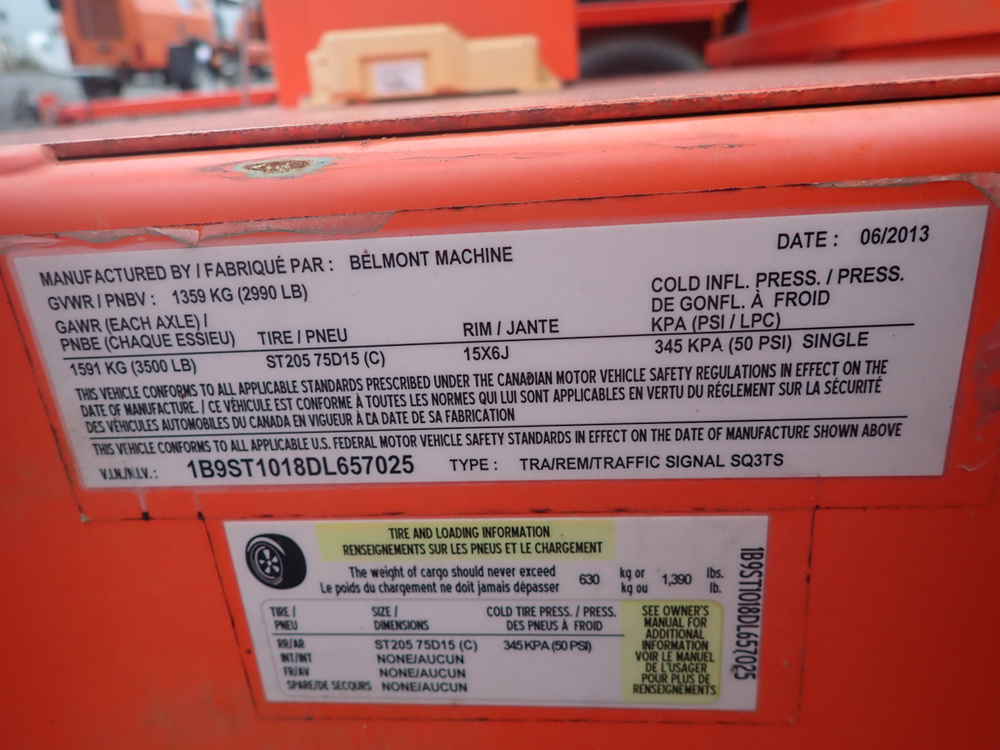 MANUFACTURED BY / FABRIQUÉ PAR : BELMONT MACHINE
DATE : 06/2013
GVWR / PNBV : 1359 KG (2990 LB)
GAWR (EACH AXLE) /
PNBE (CHAQUE ESSIEU)
TIRE / PNEU
RIM / JANTE
COLD INFL. PRESS. / PRESS.
DE GONFL. À FROID
KPA (PSI / LPC)
1591 KG (3500 LB)
ST205 75D15 (C)
15X6J
345 KPA (50 PSI) SINGLE
THIS VEHICLE CONFORMS TO ALL APPLICABLE STANDARDS PRESCRIBED UNDER THE CANADIAN MOTOR VEHICLE SAFETY REGULATIONS IN EFFECT ON THE
DATE OF MANUFACTURE. / CE VÉHICULE EST CONFORME À TOUTES LES NORMES QUI LUI SONT APPLICABLES EN VERTU DU RÉGLEMENT SUR LA SÉCURITÉ
DES VÉHICULES AUTOMOBILES DU CANADA EN VIGUEUR À LA DATE DE SA FABRICATION
THIS VEHICLE CONFORMS TO ALL APPLICABLE U.S. FEDERAL MOTOR VEHICLE SAFETY STANDARDS IN EFFECT ON THE DATE OF MANUFACTURE SHOWN ABOVE
V.I.N./N.I.V.: 1B9ST1018DL657025 TYPE : TRA/REM/TRAFFIC SIGNAL SQ3TS
TIRE AND LOADING INFORMATION
RENSEIGNEMENTS SUR LES PNEUS ET LE CHARGEMENT
The weight of cargo should never exceed
Le poids du chargement ne doit jamais dépasser
630
kg or
kg ou
1,390
lbs.
lb.
TIRE /
PNEU
SIZE /
DIMENSIONS
COLD TIRE PRESS. / PRESS.
DES PNEUS À FROID
RR/AR ST205 75D15 (C) 345 KPA (50 PSI)
INT/INT NONE/AUCUN
FR/AV NONE/AUCUN
SPARE/DE SECOURS NONE/AUCUN
SEE OWNER'S
MANUAL FOR
ADDITIONAL
INFORMATION
VOIR LE MANUEL
DE L'USAGER
POUR PLUS DE
RENSEIGNEMENTS
1B9ST1018DL657025